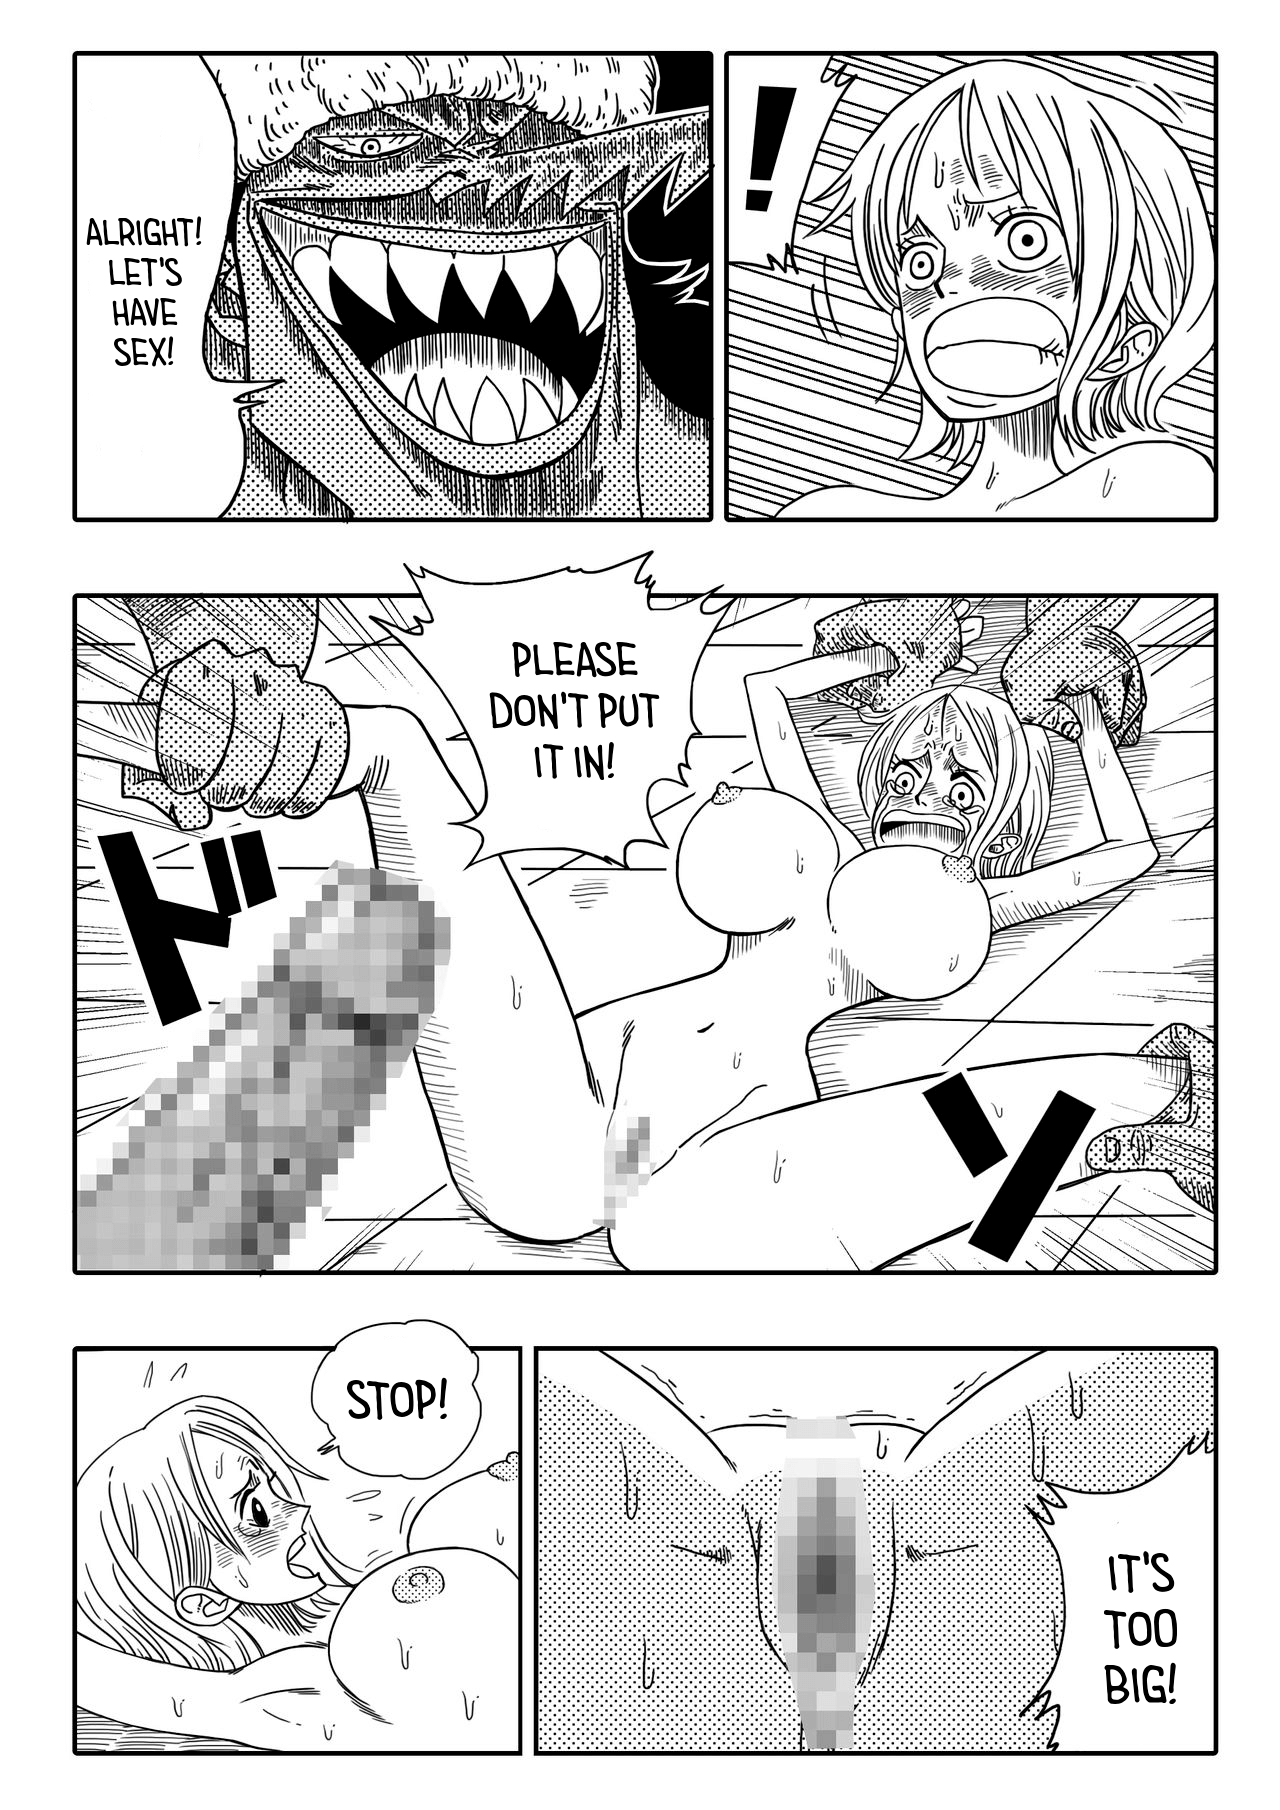 ALRIGHT!
LET'S
HAVE
SEX!
!
PLEASE
DON'T PUT
IT IN!
ドン
STOP!
IT'S
TOO
BIG!